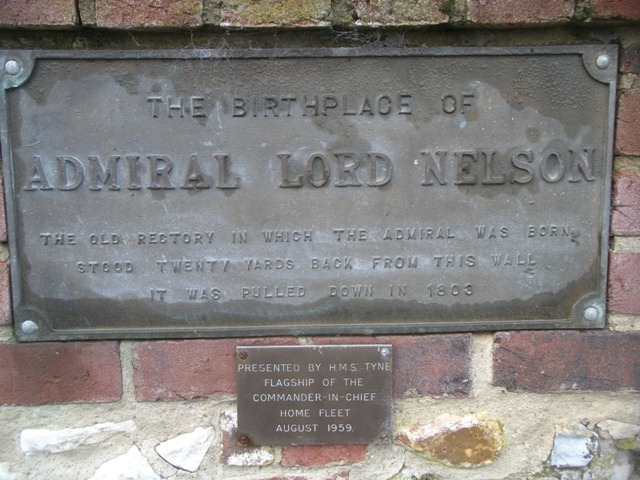 THE BIRTHPLACE OF
ADMIRAL LORD NELSON
THE OLD RECTORY IN WHICH THE ADMIRAL WAS BORN,
STOOD TWENTY YARDS BACK FROM THIS WALL
IT WAS PULLED DOWN IN 1803
PRESENTED BY H.M.S TYNE
FLAGSHIP OF THE
COMMANDER-IN-CHIEF
HOME FLEET
AUGUST 1959.